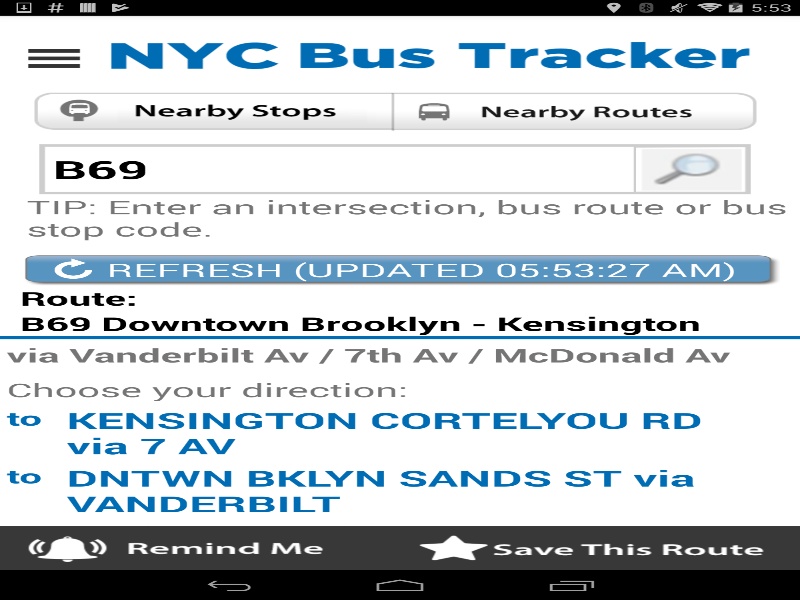 5:53
NYC Bus Tracker
Nearby Stops
Nearby Routes
B69
TIP: Enter an intersection, bus route or bus
stop code.
REFRESH (UPDATED 05:53:27 AM)
Route:
B69 Downtown Brooklyn - Kensington
via Vanderbilt Av / 7th Av / McDonald Av
Choose your direction:
to KENSINGTON CORTELYOU RD
via 7 AV
to DNTWN BKLYN SANDS ST via
VANDERBILT
Remind Me
Save This Route